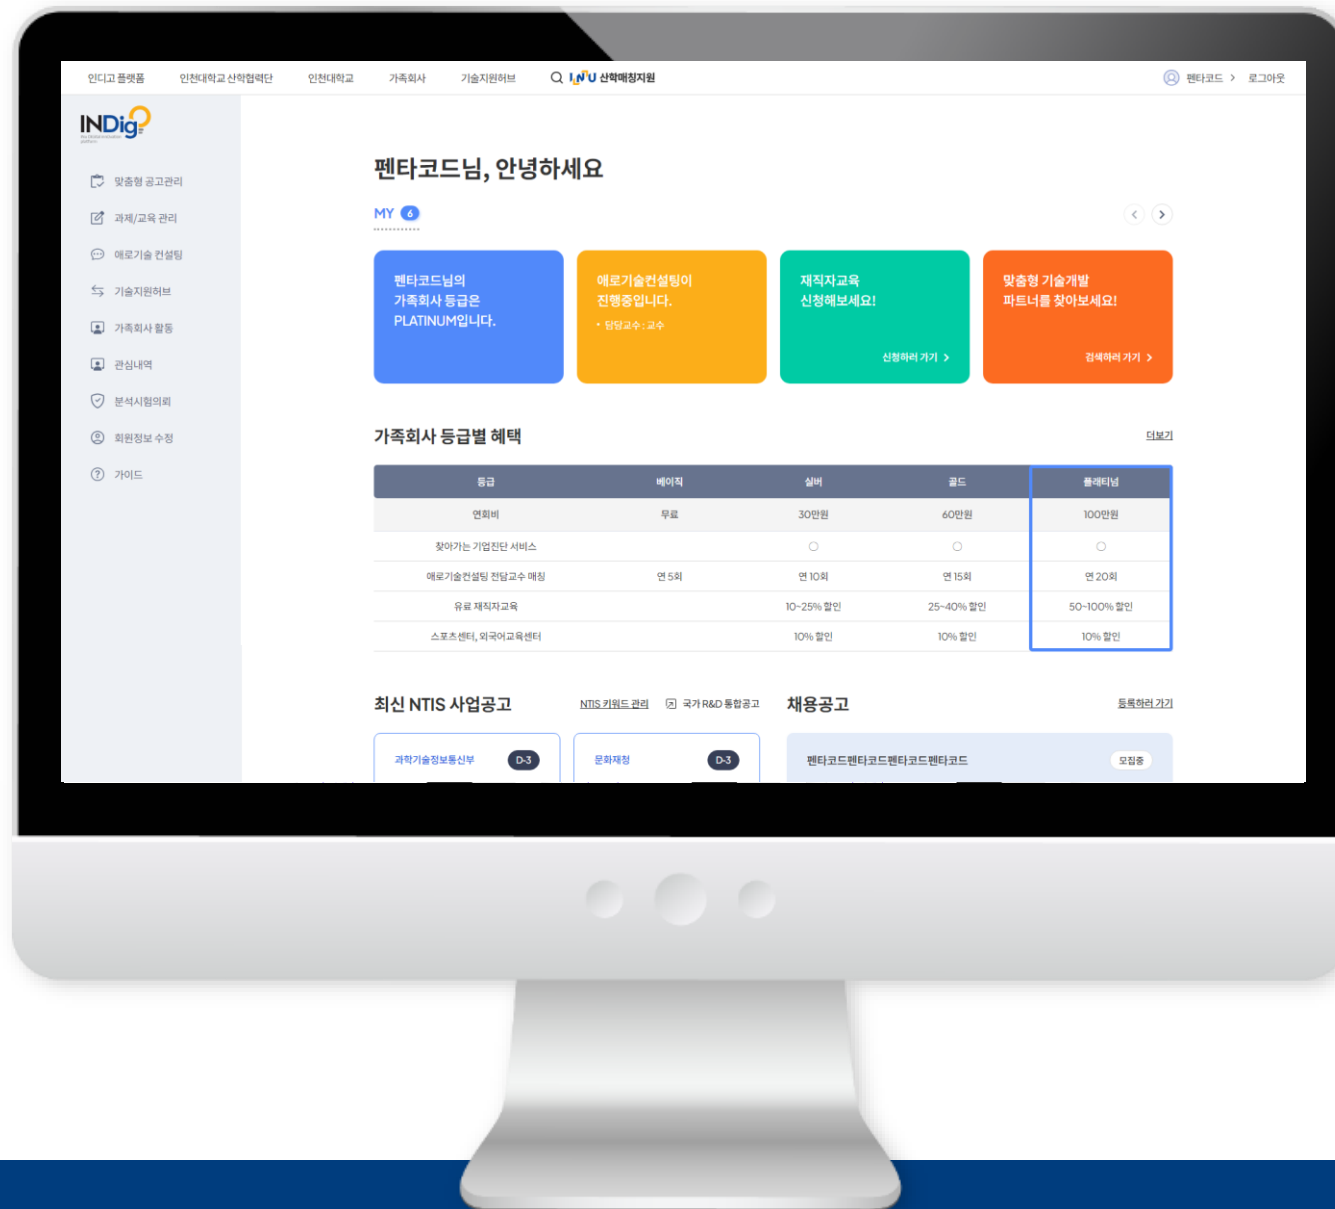 인디고 플랫폼 인천대학교 산학협력단 인천대학교 가족회사 기술지원허브 INU 산학매칭지원 펜타코드 로그아웃
INDigo
맞춤형 공고관리
과제/교육 관리
애로기술 컨설팅
기술지원허브
가족회사 활동
관심내역
분석시험의뢰
회원정보 수정
가이드
펜타코드님, 안녕하세요
MY 6
펜타코드님의
가족회사 등급은
PLATINUM입니다.
애로기술컨설팅이
진행중입니다.
• 담당교수 : 교수
재직자교육
신청해보세요!
신청하러 가기
맞춤형 기술개발
파트너를 찾아보세요!
검색하러 가기
가족회사 등급별 혜택 더보기
등급 베이직 실버 골드 플래티넘
연회비 무료 30만원 60만원 100만원
찾아가는 기업진단 서비스 ○ ○ ○
애로기술컨설팅 전담교수 매칭 연 5회 연 10회 연 15회 연 20회
유료 재직자교육 10~25% 할인 25~40% 할인 50~100% 할인
스포츠센터, 외국어교육센터 10% 할인 10% 할인 10% 할인
최신 NTIS 사업공고 NTIS 키워드 관리 국가 R&D 통합공고
과학기술정보통신부 D-3
문화재청 D-3
채용공고 등록하러 가기
펜타코드펜타코드펜타코드펜타코드 모집중